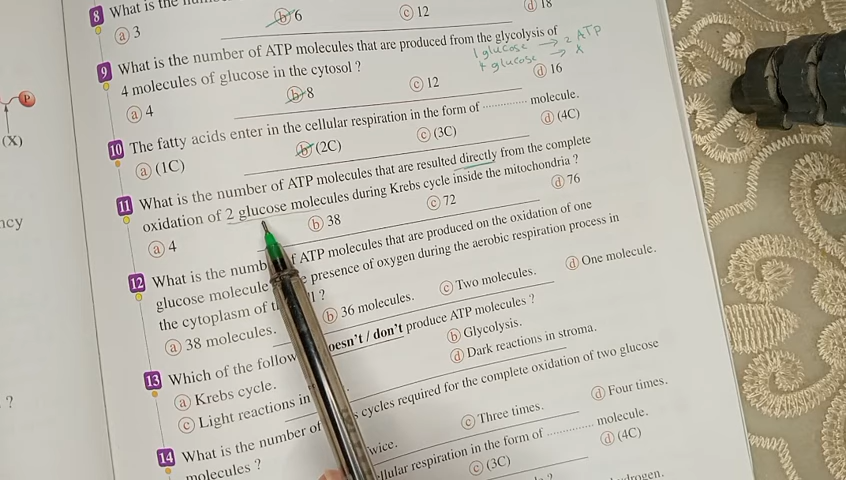 8 What is the
a 3
b 6
c 12
d 18
9 What is the number of ATP molecules that are produced from the glycolysis of
1 glucose → 2 ATP
4 glucose → x
4 molecules of glucose in the cytosol ?
a 4
b 8
c 12
d 16
10 The fatty acids enter in the cellular respiration in the form of .............. molecule.
a (1C)
b (2C)
c (3C)
d (4C)
11 What is the number of ATP molecules that are resulted directly from the complete
oxidation of 2 glucose molecules during Krebs cycle inside the mitochondria ?
a 4
b 38
c 72
d 76
12 What is the of ATP molecules that are produced on the oxidation of one
glucose molecule presence of oxygen during the aerobic respiration process in
the cytoplasm of ?
a 38 molecules.
b 36 molecules.
c Two molecules.
d One molecule.
13 Which of the produce ATP molecules ?
a Krebs cycle.
b Glycolysis.
c Light reactions in
d Dark reactions in stroma.
14 What is the number of cycles required for the complete oxidation of two glucose
molecules ?
c Three times.
d Four times.
respiration in the form of .............. molecule.
c (3C)
d (4C)
P
(X)
?